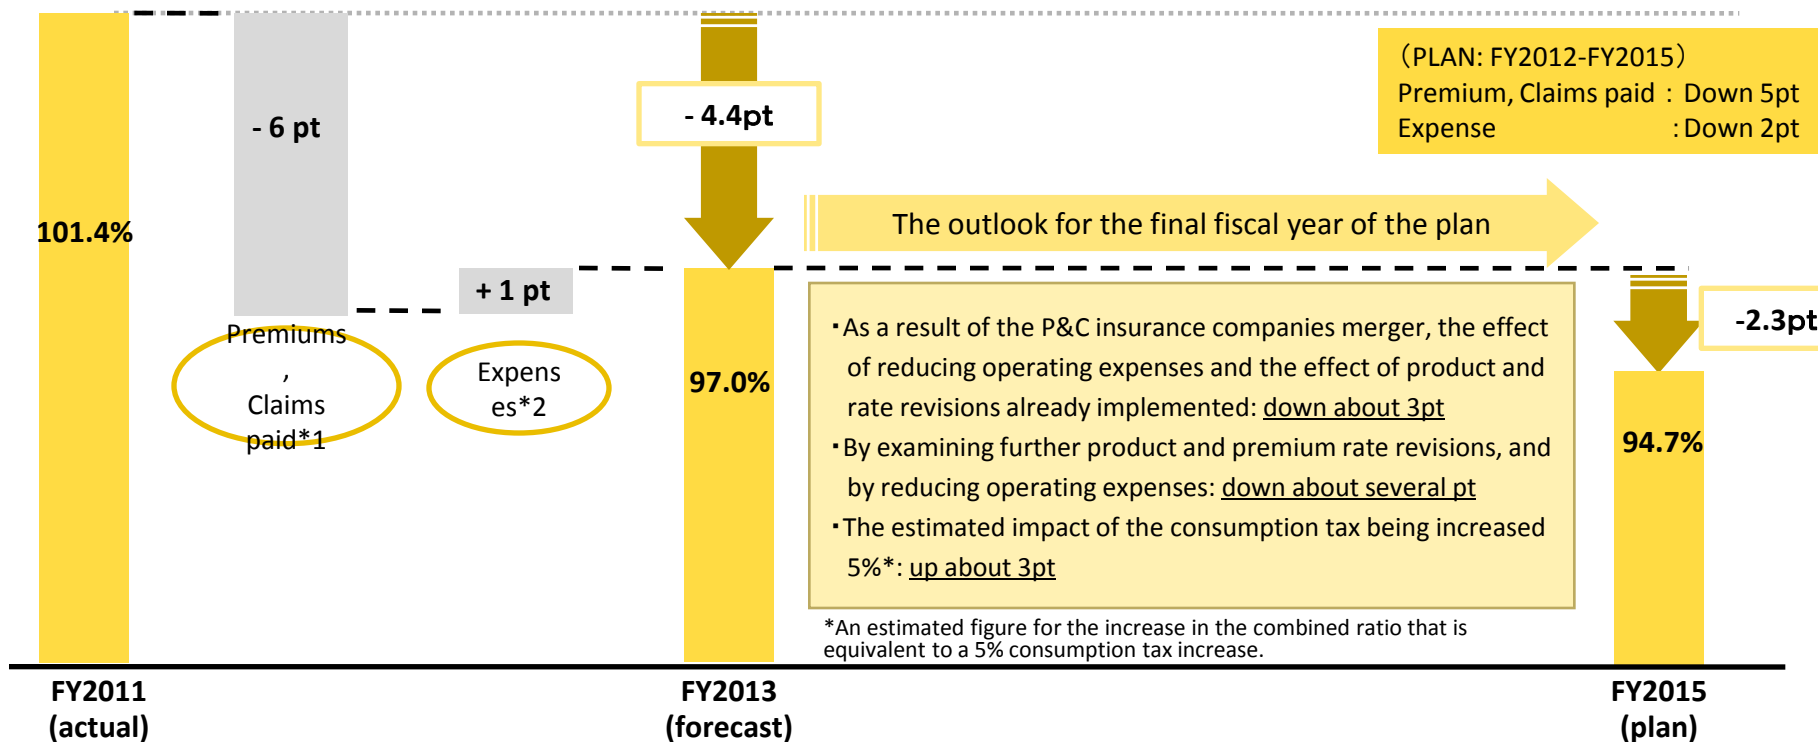 101.4%
- 6 pt
Premiums
,
Claims
paid*1
+ 1 pt
Expens
es*2
- 4.4pt
97.0%
（PLAN: FY2012-FY2015）
Premium, Claims paid : Down 5pt
Expense : Down 2pt
The outlook for the final fiscal year of the plan
・As a result of the P&C insurance companies merger, the effect
of reducing operating expenses and the effect of product and
rate revisions already implemented: down about 3pt
・By examining further product and premium rate revisions, and
by reducing operating expenses: down about several pt
・The estimated impact of the consumption tax being increased
5%*: up about 3pt
*An estimated figure for the increase in the combined ratio that is
equivalent to a 5% consumption tax increase.
-2.3pt
94.7%
FY2011
(actual)
FY2013
(forecast)
FY2015
(plan)